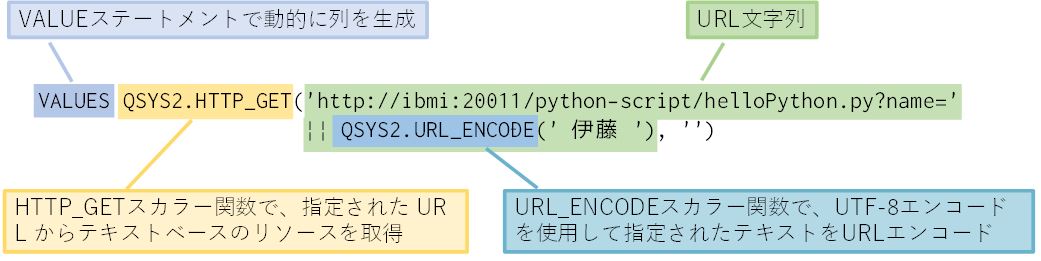 VALUEステートメントで動的に列を生成
URL文字列
VALUES QSYS2.HTTP_GET('http://ibmi:20011/python-script/helloPython.py?name='
|| QSYS2.URL_ENCODE(' 伊藤 '), '')
HTTP_GETスカラー関数で、指定された UR
L からテキストベースのリソースを取得
URL_ENCODEスカラー関数で、UTF-8エンコード
を使用して指定されたテキストをURLエンコード